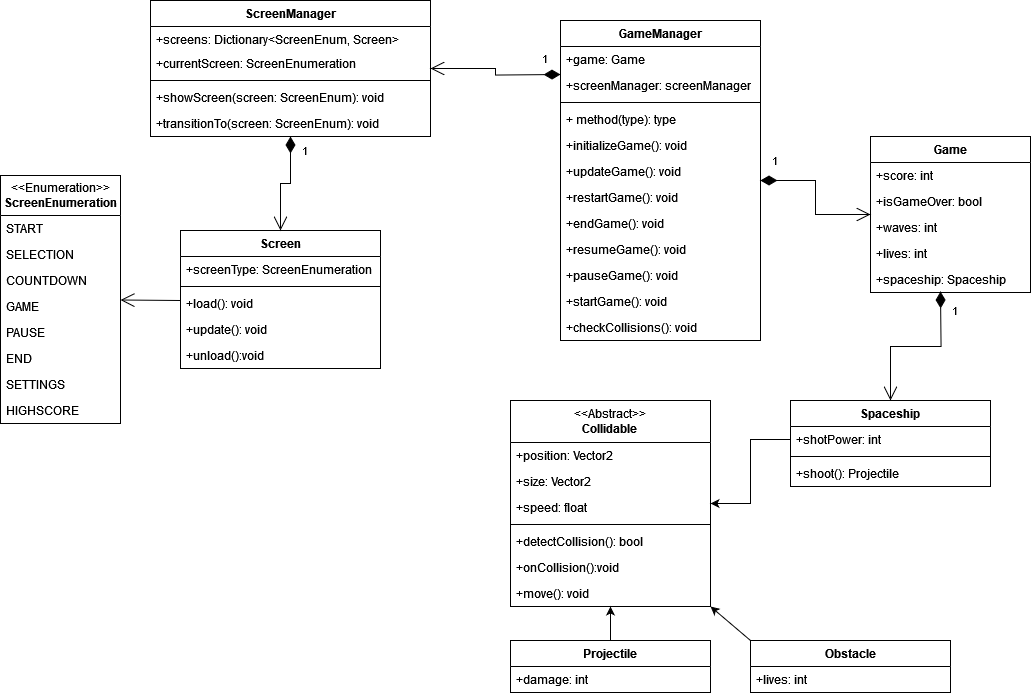 ScreenManager
+screens: Dictionary<ScreenEnum, Screen>
+currentScreen: ScreenEnumeration
+showScreen(screen: ScreenEnum): void
+transitionTo(screen: ScreenEnum): void
1
GameManager
+game: Game
+screenManager: screenManager
+ method(type): type
+initializeGame(): void
+updateGame(): void
+restartGame(): void
+endGame(): void
+resumeGame(): void
+pauseGame(): void
+startGame(): void
+checkCollisions(): void
1
1
Game
+score: int
+isGameOver: bool
+waves: int
+lives: int
+spaceship: Spaceship
1
<<Enumeration>>
ScreenEnumeration
START
SELECTION
COUNTDOWN
GAME
PAUSE
END
SETTINGS
HIGHSCORE
Screen
+screenType: ScreenEnumeration
+load(): void
+update(): void
+unload():void
<<Abstract>>
Collidable
+position: Vector2
+size: Vector2
+speed: float
+detectCollision(): bool
+onCollision():void
+move(): void
Spaceship
+shotPower: int
+shoot(): Projectile
Projectile
+damage: int
Obstacle
+lives: int